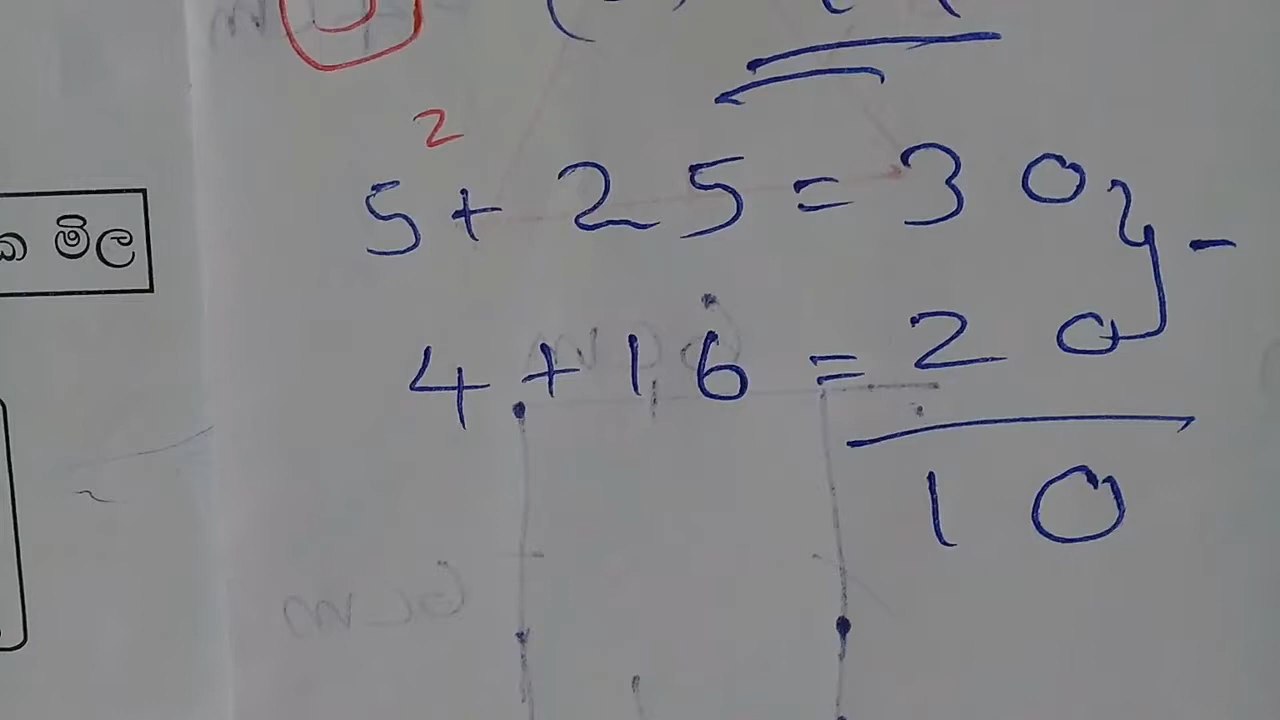 2
5 + 25 = 30
ක මිල
4 + 16 = 20
-
10